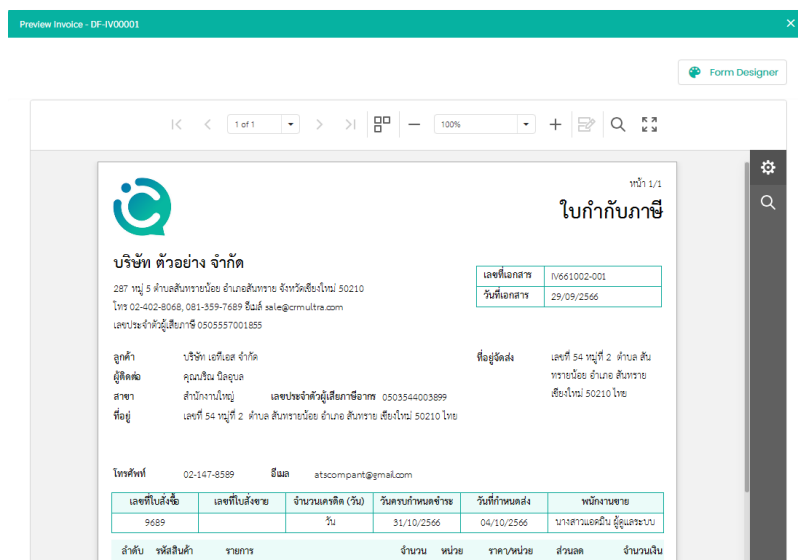 Preview Invoice - DF-IV00001
Form Designer
1 of 1
100%
หน้า 1/1
ใบกำกับภาษี
บริษัท ตัวอย่าง จำกัด
287 หมู่ 5 ตำบลสันทรายน้อย อำเภอสันทราย จังหวัดเชียงใหม่ 50210
โทร 02-402-8068, 081-359-7689 อีเมล์ sale@crmultra.com
เลขประจำตัวผู้เสียภาษี 0505557001855
เลขที่เอกสาร IV661002-001
วันที่เอกสาร 29/09/2566
ลูกค้า บริษัท เอทีเอส จำกัด
ผู้ติดต่อ คุณปริณ นิลอุบล
สาขา สำนักงานใหญ่ เลขประจำตัวผู้เสียภาษีอากร 0503544003899
ที่อยู่ เลขที่ 54 หมู่ที่ 2 ตำบล สันทรายน้อย อำเภอ สันทราย เชียงใหม่ 50210 ไทย
ที่อยู่จัดส่ง เลขที่ 54 หมู่ที่ 2 ตำบล สัน
ทรายน้อย อำเภอ สันทราย
เชียงใหม่ 50210 ไทย
โทรศัพท์ 02-147-8589 อีเมล atscompant@gmail.com
เลขที่ใบสั่งซื้อ เลขที่ใบสั่งขาย จำนวนเครดิต (วัน) วันครบกำหนดชำระ วันที่กำหนดส่ง พนักงานขาย
9689 วัน 31/10/2566 04/10/2566 นางสาวแอดมิน ผู้ดูแลระบบ
ลำดับ รหัสสินค้า รายการ จำนวน หน่วย ราคา/หน่วย ส่วนลด จำนวนเงิน